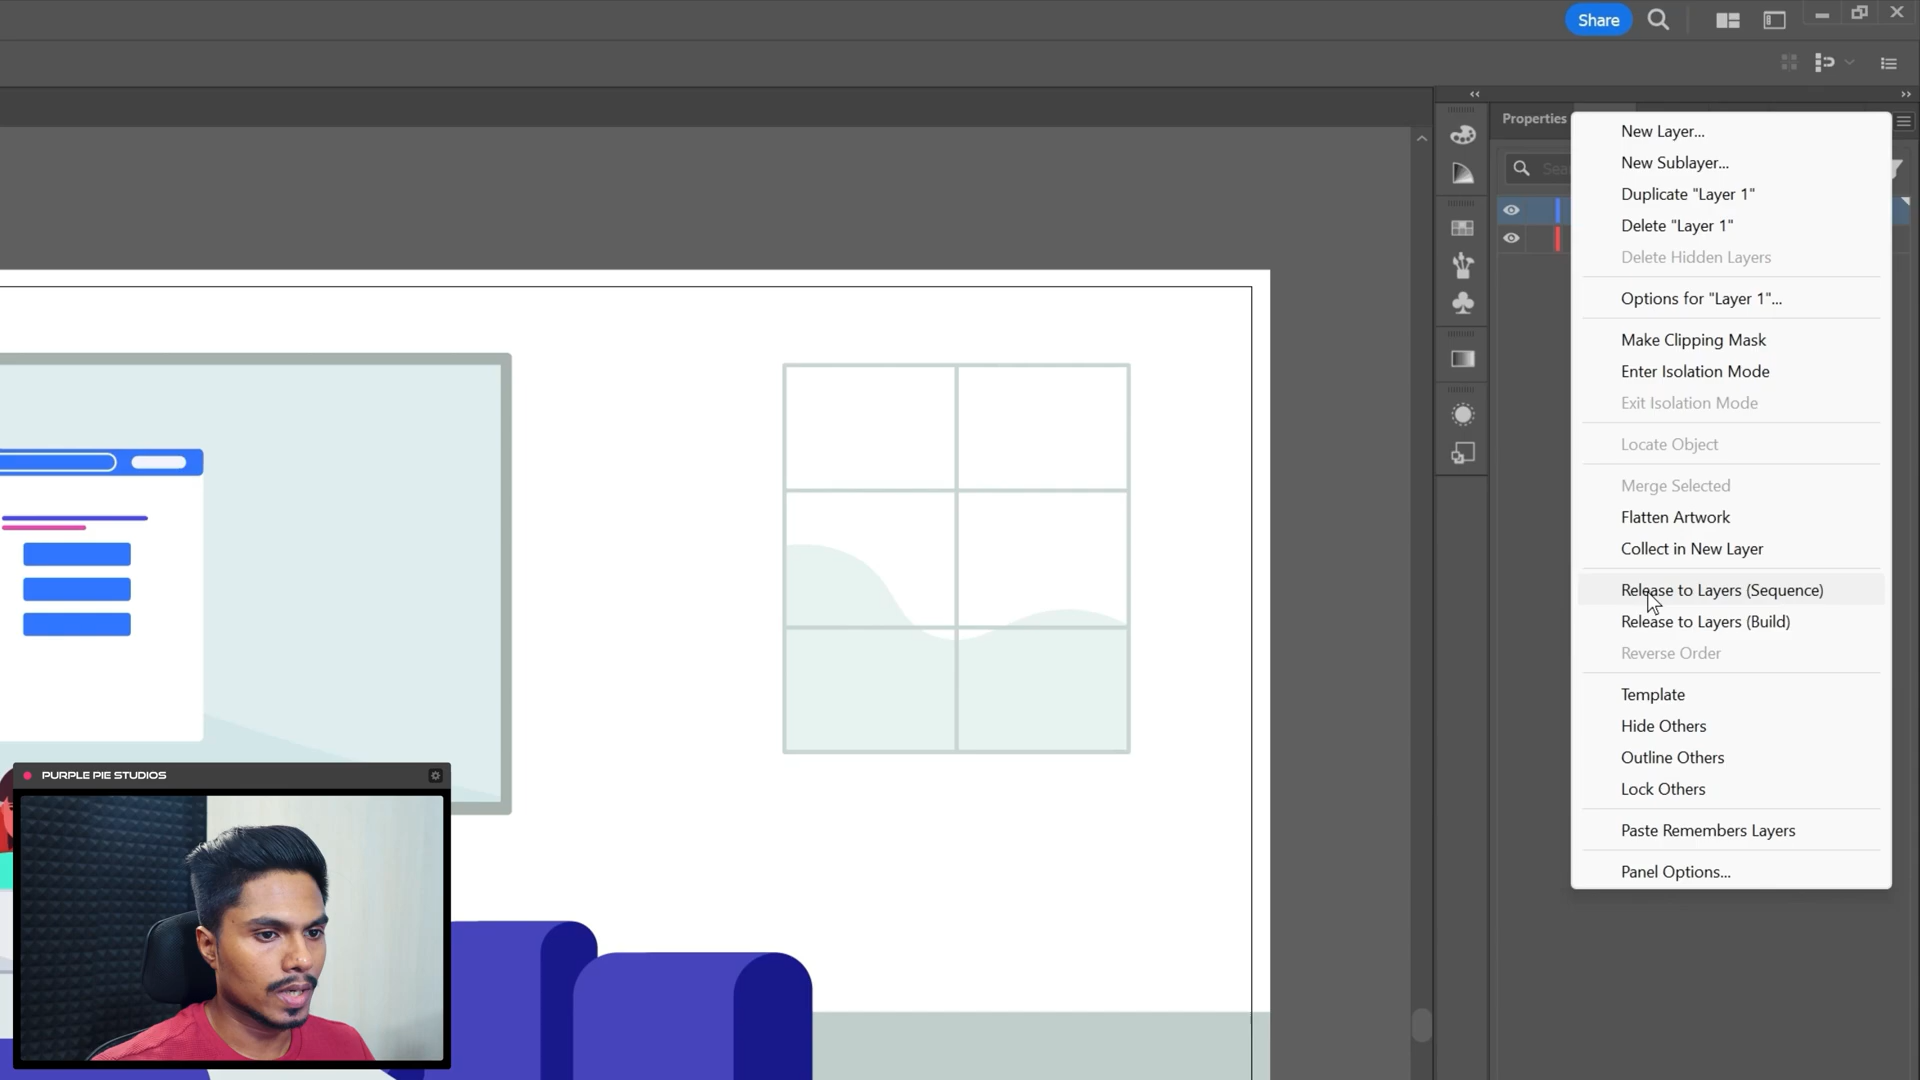 Share
Properties
Sea
New Layer...
New Sublayer...
Duplicate "Layer 1"
Delete "Layer 1"
Delete Hidden Layers
Options for "Layer 1"...
Make Clipping Mask
Enter Isolation Mode
Exit Isolation Mode
Locate Object
Merge Selected
Flatten Artwork
Collect in New Layer
Release to Layers (Sequence)
Release to Layers (Build)
Reverse Order
Template
Hide Others
Outline Others
Lock Others
Paste Remembers Layers
Panel Options...
PURPLE PIE STUDIOS